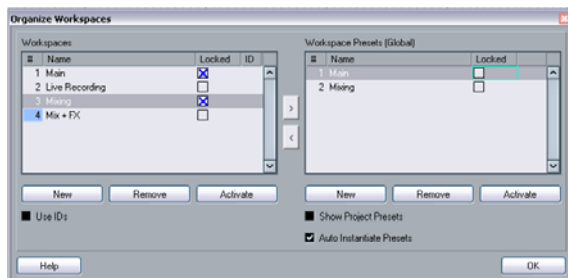 Organize Workspaces
Workspaces
# Name Locked ID
1 Main
2 Live Recording
3 Mixing
4 Mix + FX
New Remove Activate
Use IDs
Help
>
<
Workspace Presets (Global)
# Name Locked
1 Main
2 Mixing
New Remove Activate
Show Project Presets
Auto Instantiate Presets
OK